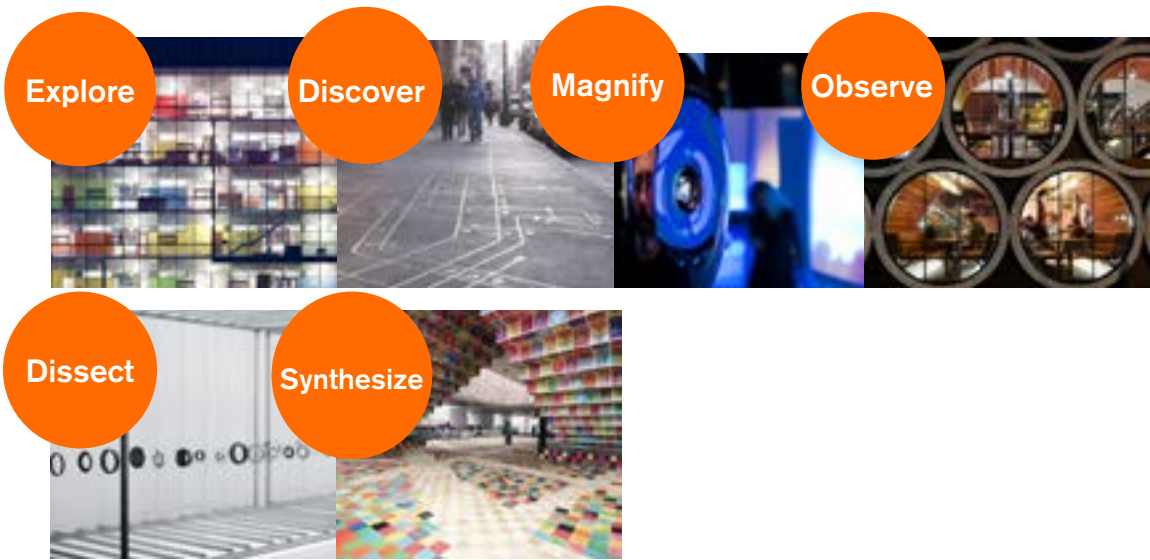 Explore
Discover
Magnify
Observe
Dissect
Synthesize